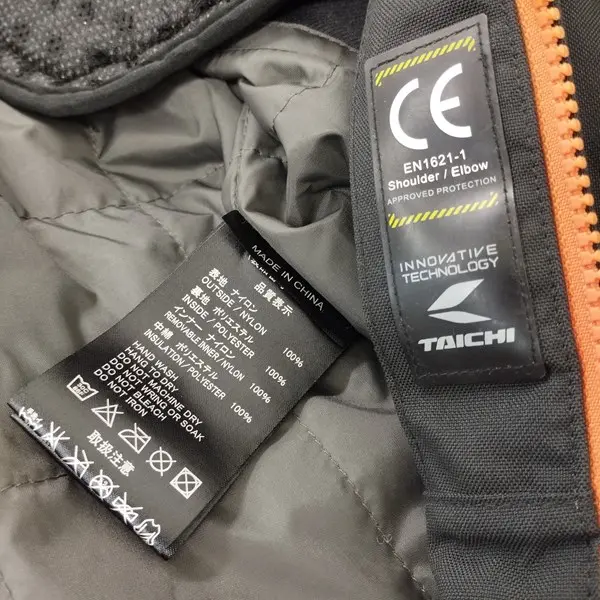 CE
EN1621-1
Shoulder / Elbow
APPROVED PROTECTION
INNOVATIVE
TECHNOLOGY
TAICHI
MADE IN CHINA
品質表示
表地 ナイロン 100%
OUTSIDE / NYLON
裏地 ポリエステル 100%
INSIDE / POLYESTER
インナー ナイロン 100%
REMOVABLE INNER/NYLON
中綿 ポリエステル 100%
INSULATION / POLYESTER
HAND WASH
HANG TO DRY
DO NOT MACHINE DRY
DO NOT WRING OR SOAK
DO NOT BLEACH
DO NOT IRON
取扱注意